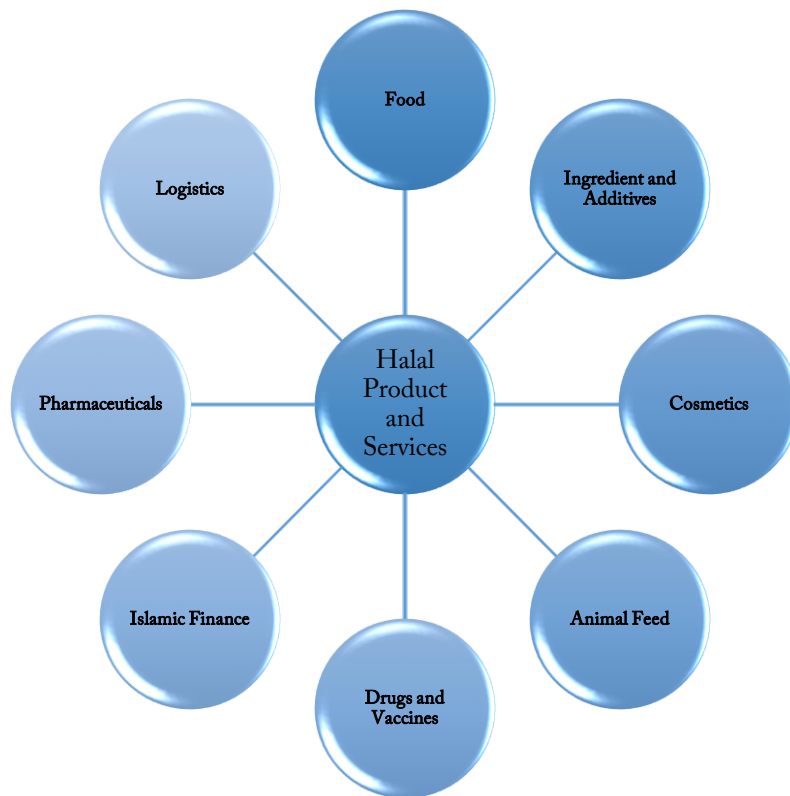 Food
Ingredient and
Additives
Cosmetics
Animal Feed
Drugs and
Vaccines
Islamic Finance
Pharmaceuticals
Logistics
Halal
Product
and
Services